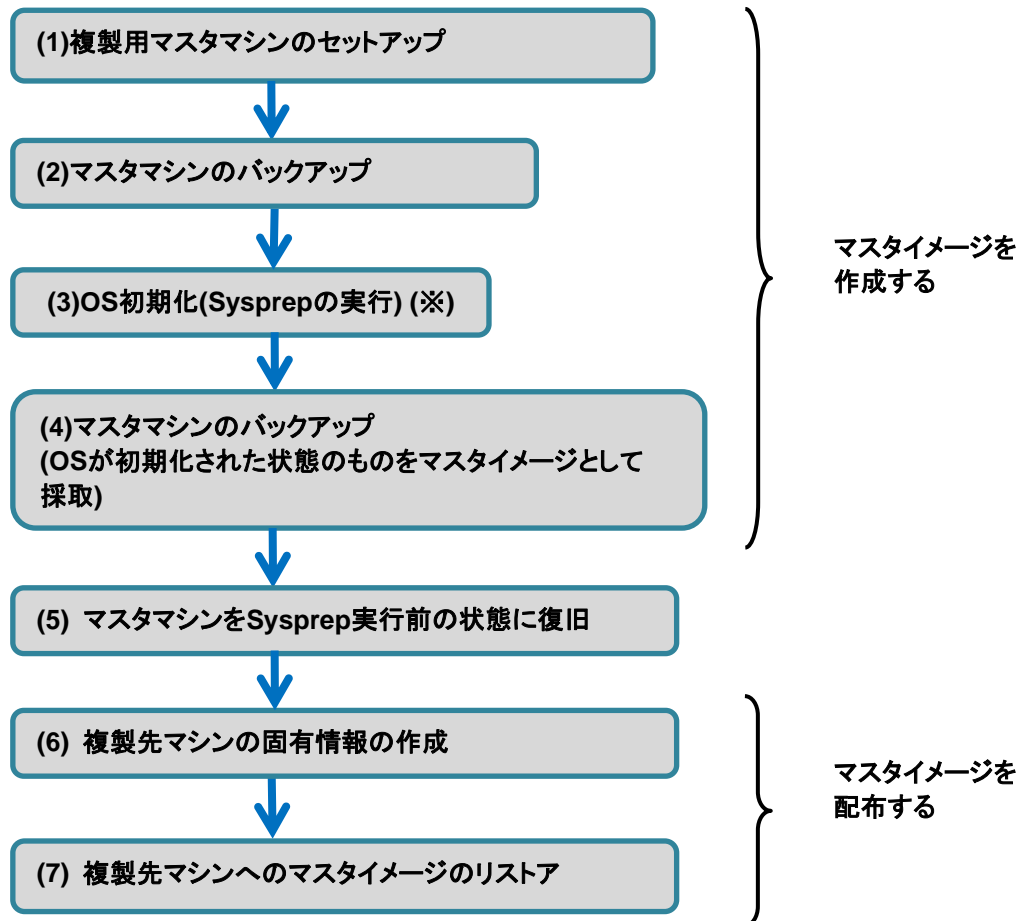 (1)複製用マスタマシンのセットアップ
(2)マスタマシンのバックアップ
(3)OS初期化(Sysprepの実行) (※)
(4)マスタマシンのバックアップ
(OSが初期化された状態のものをマスタイメージとして
採取)
マスタイメージを
作成する
(5) マスタマシンをSysprep実行前の状態に復旧
(6) 複製先マシンの固有情報の作成
(7) 複製先マシンへのマスタイメージのリストア
マスタイメージを
配布する